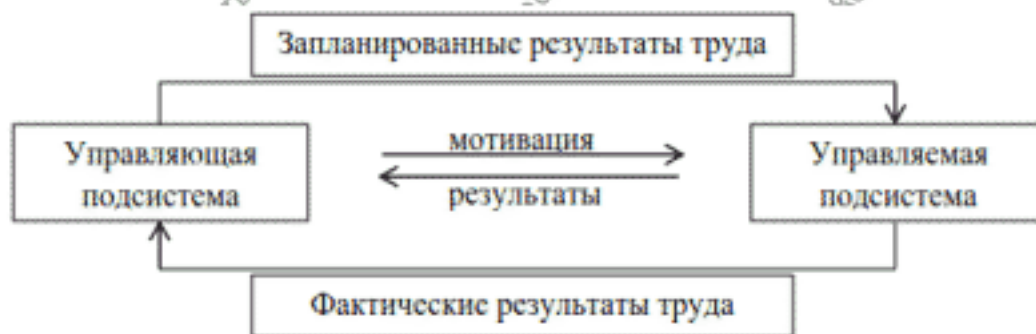 Запланированные результаты труда
Управляющая
подсистема
мотивация
результаты
Управляемая
подсистема
Фактические результаты труда